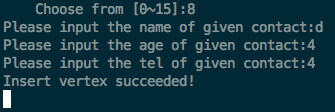 Choose from [0~15]:8
Please input the name of given contact:d
Please input the age of given contact:4
Please input the tel of given contact:4
Insert vertex succeeded!